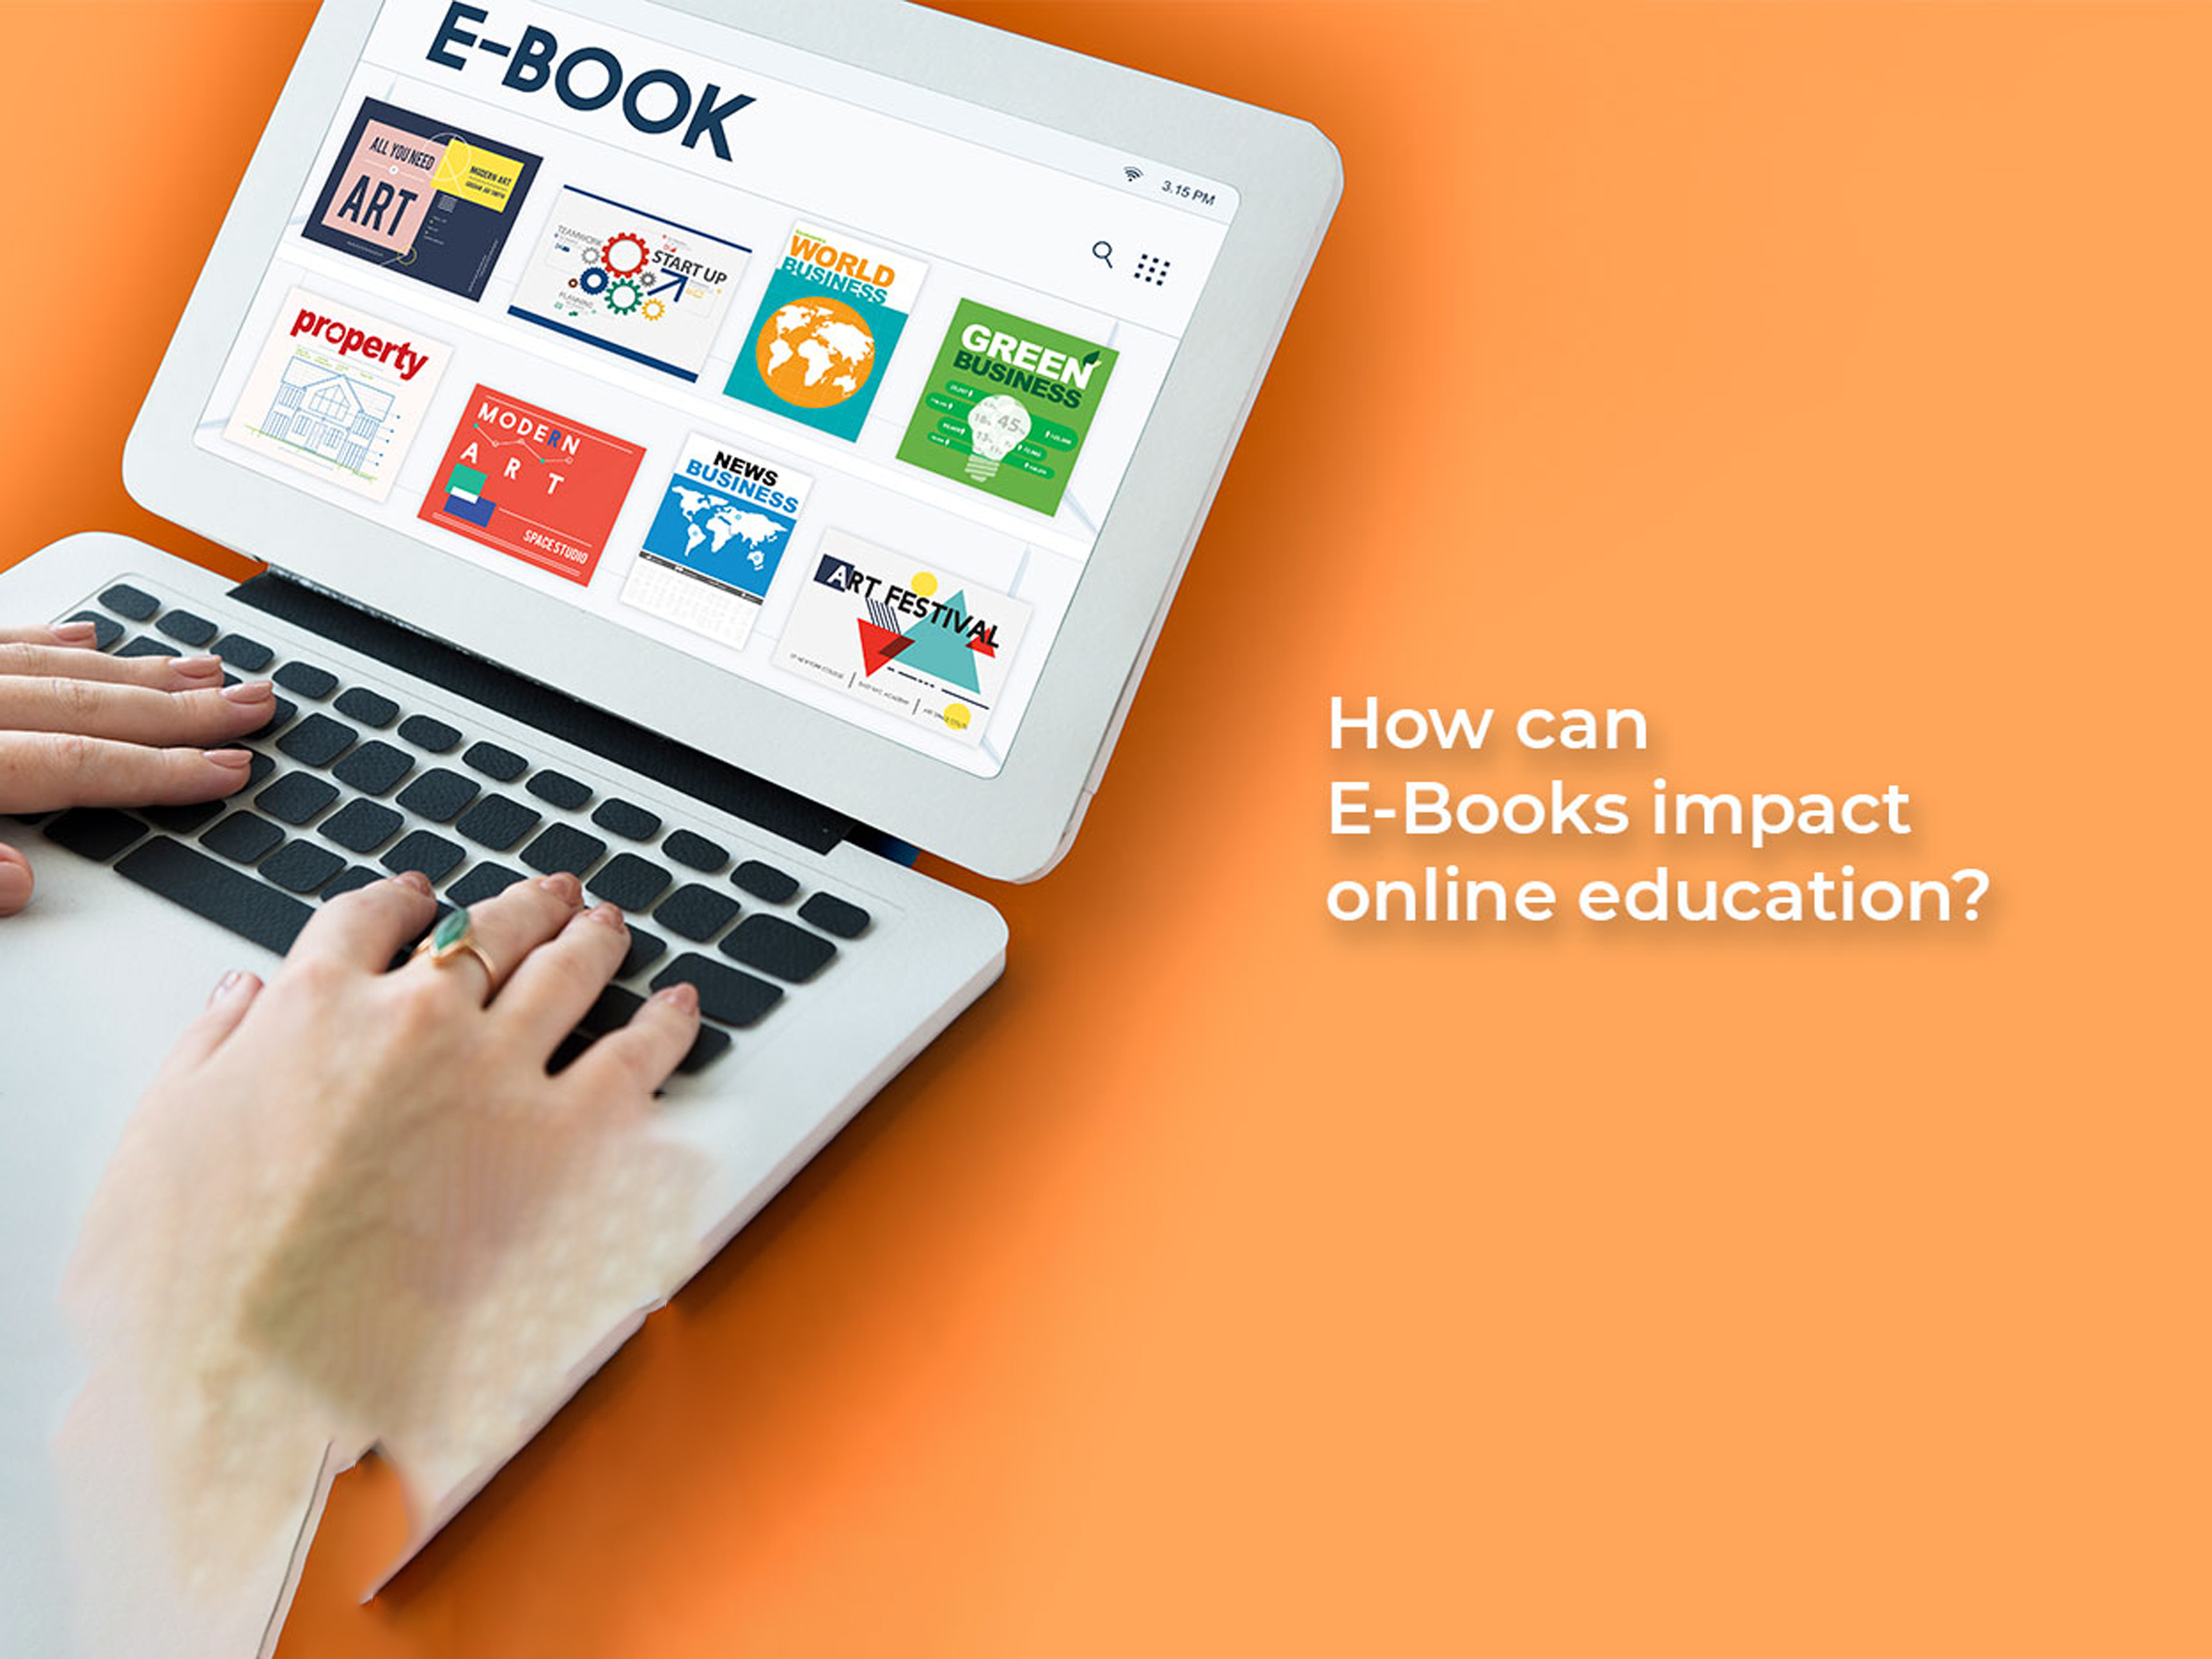 E-BOOK
3.15 PM
ALL YOU NEED
ART
MODERN ART
TEAMWORK
START UP
PLANNING
WORLD
BUSINESS
GREEN
BUSINESS
45%
property
MODERN
ART
SPACE STUDIO
NEWS
BUSINESS
ART FESTIVAL
How can
E-Books impact
online education?